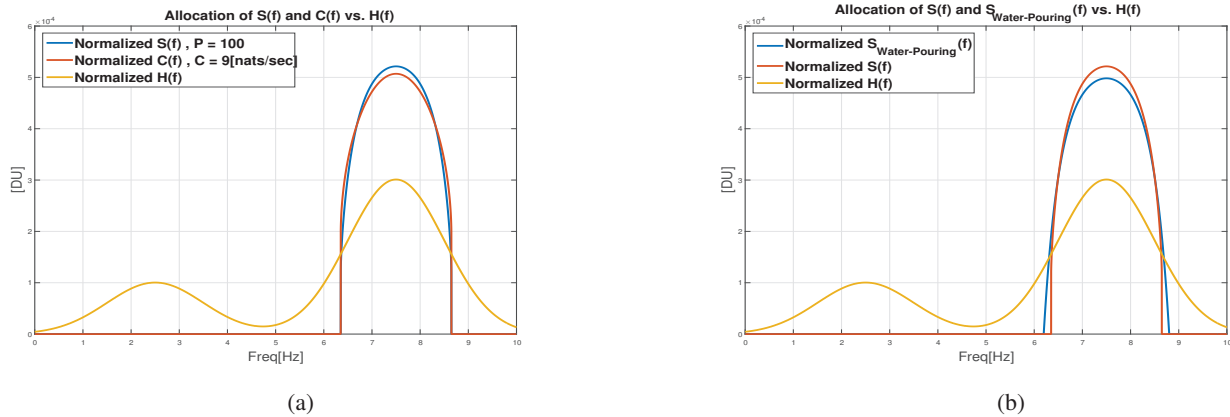 Allocation of S(f) and C(f) vs. H(f)
×10⁻⁴
Normalized S(f) , P = 100
Normalized C(f) , C = 9[nats/sec]
Normalized H(f)
[DU]
6
5
4
3
2
1
0
0 1 2 3 4 5 6 7 8 9 10
Freq[Hz]
(a)
Allocation of S(f) and S_Water-Pouring(f) vs. H(f)
×10⁻⁴
Normalized S_Water-Pouring(f)
Normalized S(f)
Normalized H(f)
[DU]
6
5
4
3
2
1
0
0 1 2 3 4 5 6 7 8 9 10
Freq[Hz]
(b)